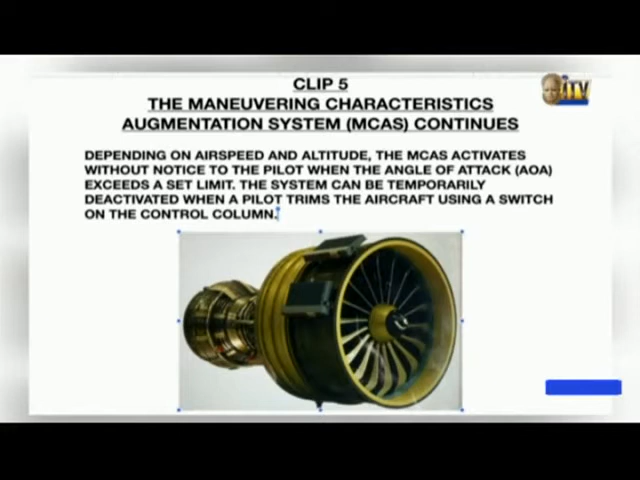 CLIP 5
THE MANEUVERING CHARACTERISTICS
AUGMENTATION SYSTEM (MCAS) CONTINUES
ITV
DEPENDING ON AIRSPEED AND ALTITUDE, THE MCAS ACTIVATES
WITHOUT NOTICE TO THE PILOT WHEN THE ANGLE OF ATTACK (AOA)
EXCEEDS A SET LIMIT. THE SYSTEM CAN BE TEMPORARILY
DEACTIVATED WHEN A PILOT TRIMS THE AIRCRAFT USING A SWITCH
ON THE CONTROL COLUMN.